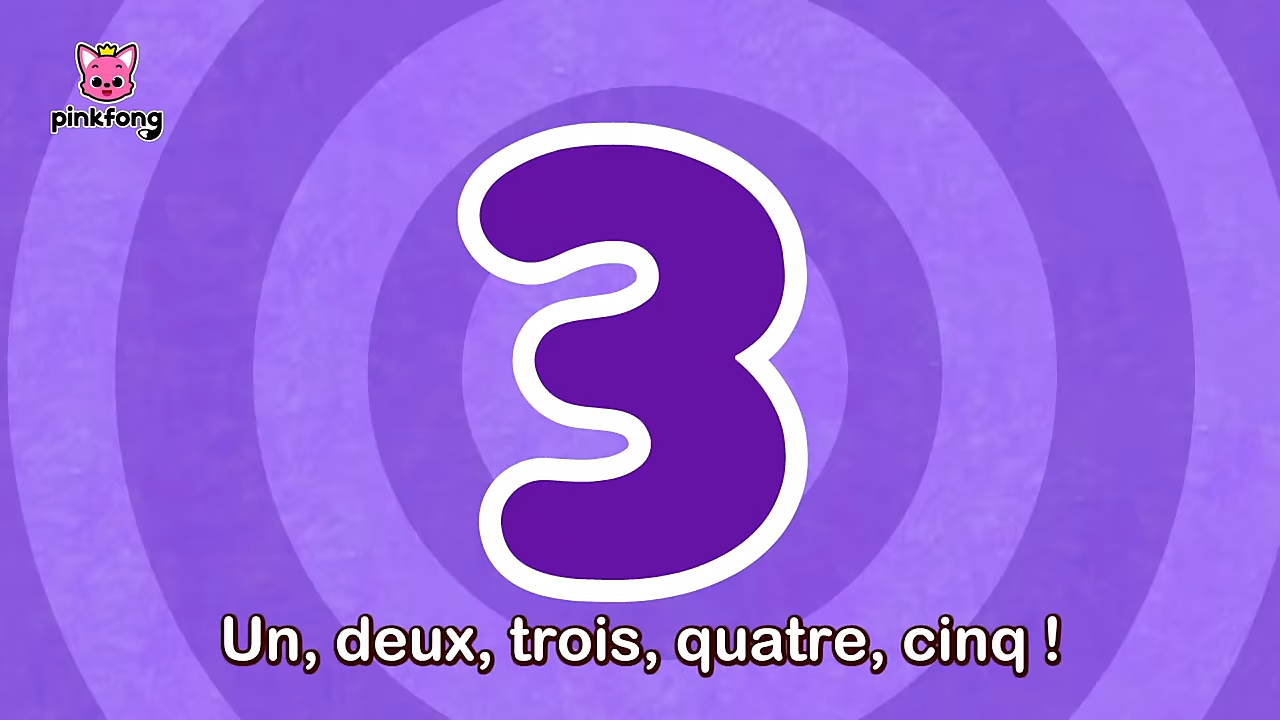 pinkfong
3
Un, deux, trois, quatre, cinq !